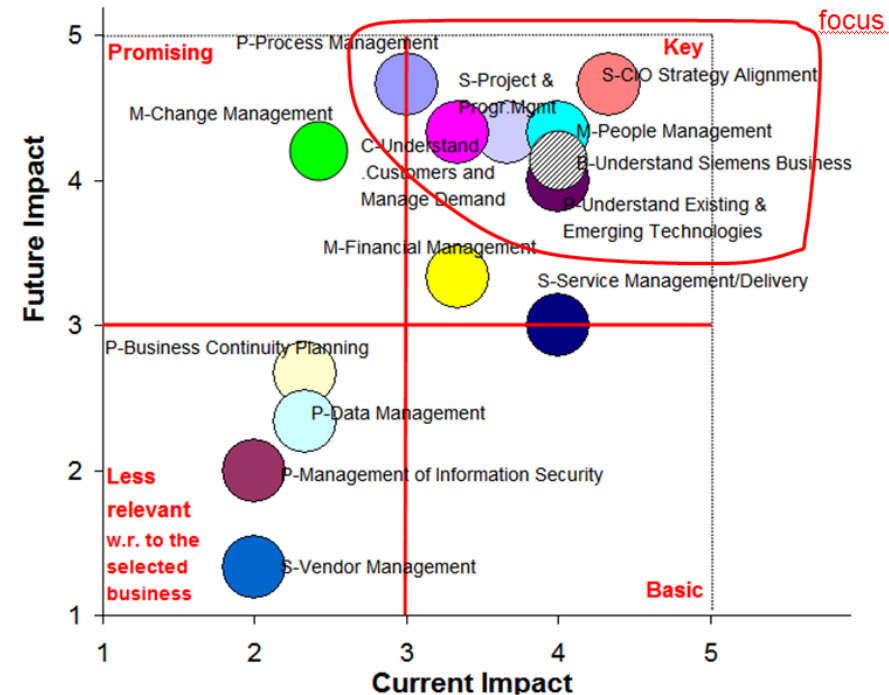 focus
5
Promising
P-Process Management
Key
S-Project &
Progr.Mgmt
S-CIO Strategy Alignment
M-Change Management
M-People Management
C-Understand
.Customers and
Manage Demand
B-Understand Siemens Business
4
P-Understand Existing &
Emerging Technologies
M-Financial Management
S-Service Management/Delivery
Future Impact
3
P-Business Continuity Planning
P-Data Management
2
P-Management of Information Security
Less
relevant
w.r. to the
selected
business
S-Vendor Management
Basic
1
1 2 3 4 5
Current Impact